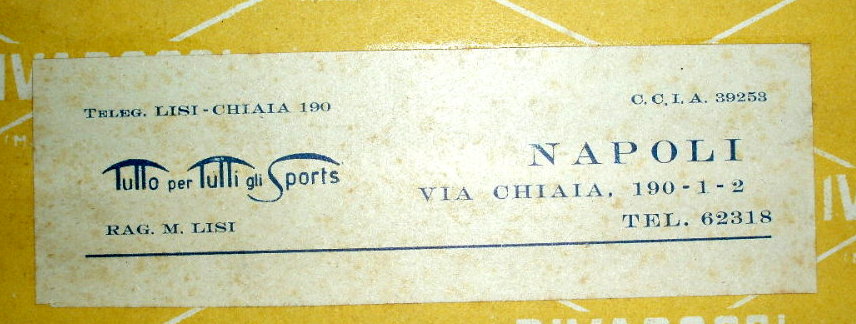 TELEG. LISI-CHIAIA 190
C.C.I.A. 39253
Tutto per Tutti gli Sports
NAPOLI
VIA CHIAIA, 190-1-2
RAG. M. LISI
TEL. 62318